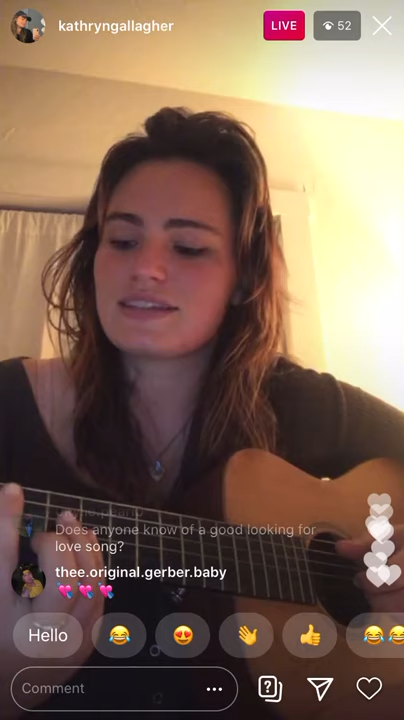 kathryngallagher
LIVE
52
Does anyone know of a good looking for
love song?
thee.original.gerber.baby
💘 💘 💘
Hello
Comment